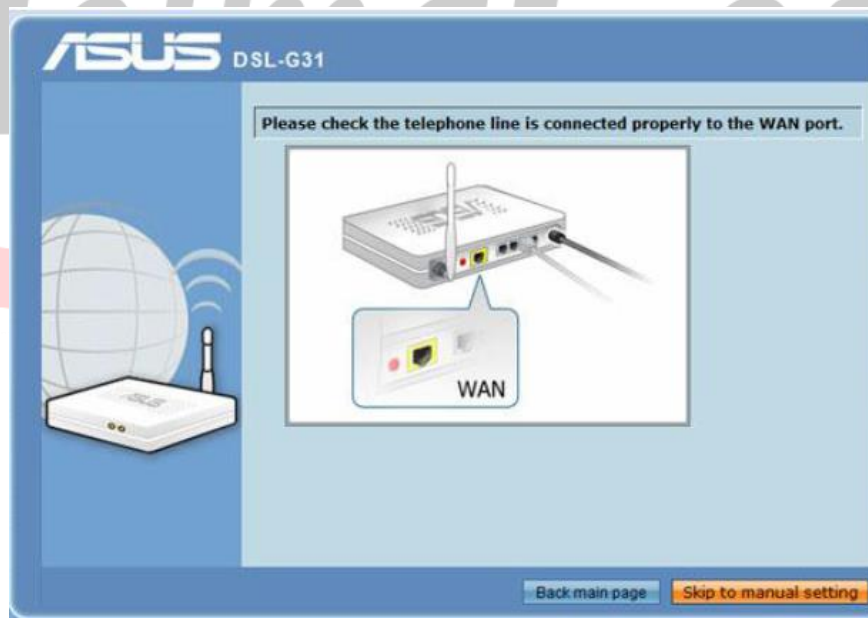 ASUS DSL-G31
Please check the telephone line is connected properly to the WAN port.
WAN
ASUS
Back main page
Skip to manual setting